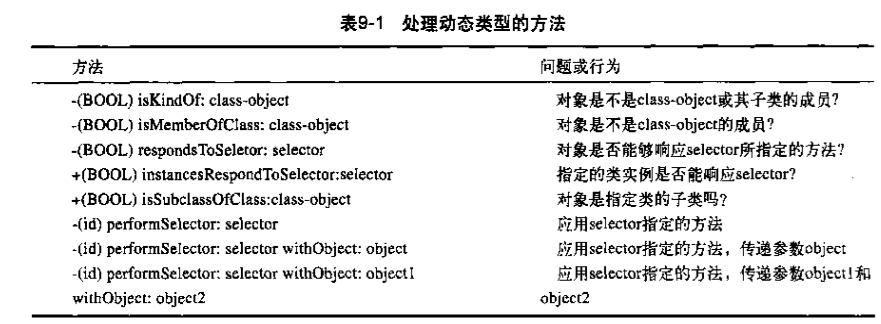 表9-1 处理动态类型的方法
方法 问题或行为
-(BOOL) isKindOf: class-object 对象是不是class-object或其子类的成员?
-(BOOL) isMemberOfClass: class-object 对象是不是class-object的成员?
-(BOOL) respondsToSeletor: selector 对象是否能够响应selector所指定的方法?
+(BOOL) instancesRespondToSelector:selector 指定的类实例是否能响应selector?
+(BOOL) isSubclassOfClass:class-object 对象是指定类的子类吗?
-(id) performSelector: selector 应用selector指定的方法
-(id) performSelector: selector withObject: object 应用selector指定的方法，传递参数object
-(id) performSelector: selector withObject: object1 应用selector指定的方法，传递参数object1和
withObject: object2 object2